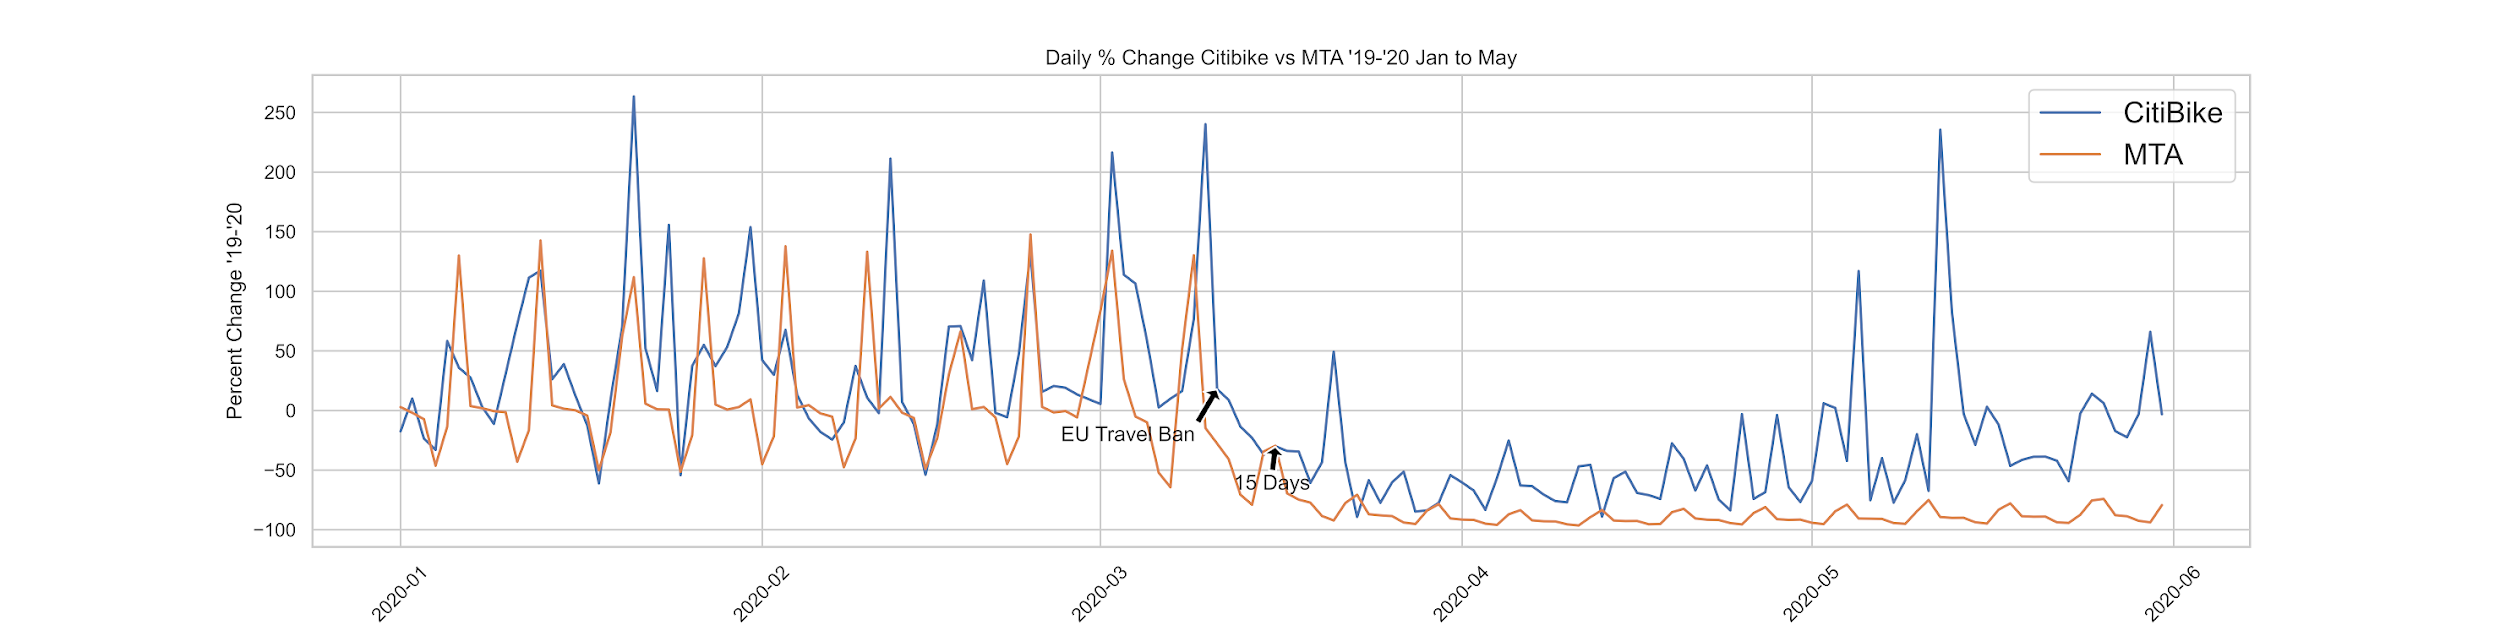 Daily % Change Citibike vs MTA '19-'20 Jan to May
Percent Change '19-'20
250
200
150
100
50
0
−50
−100
CitiBike
MTA
EU Travel Ban
15 Days
2020-01
2020-02
2020-03
2020-04
2020-05
2020-06